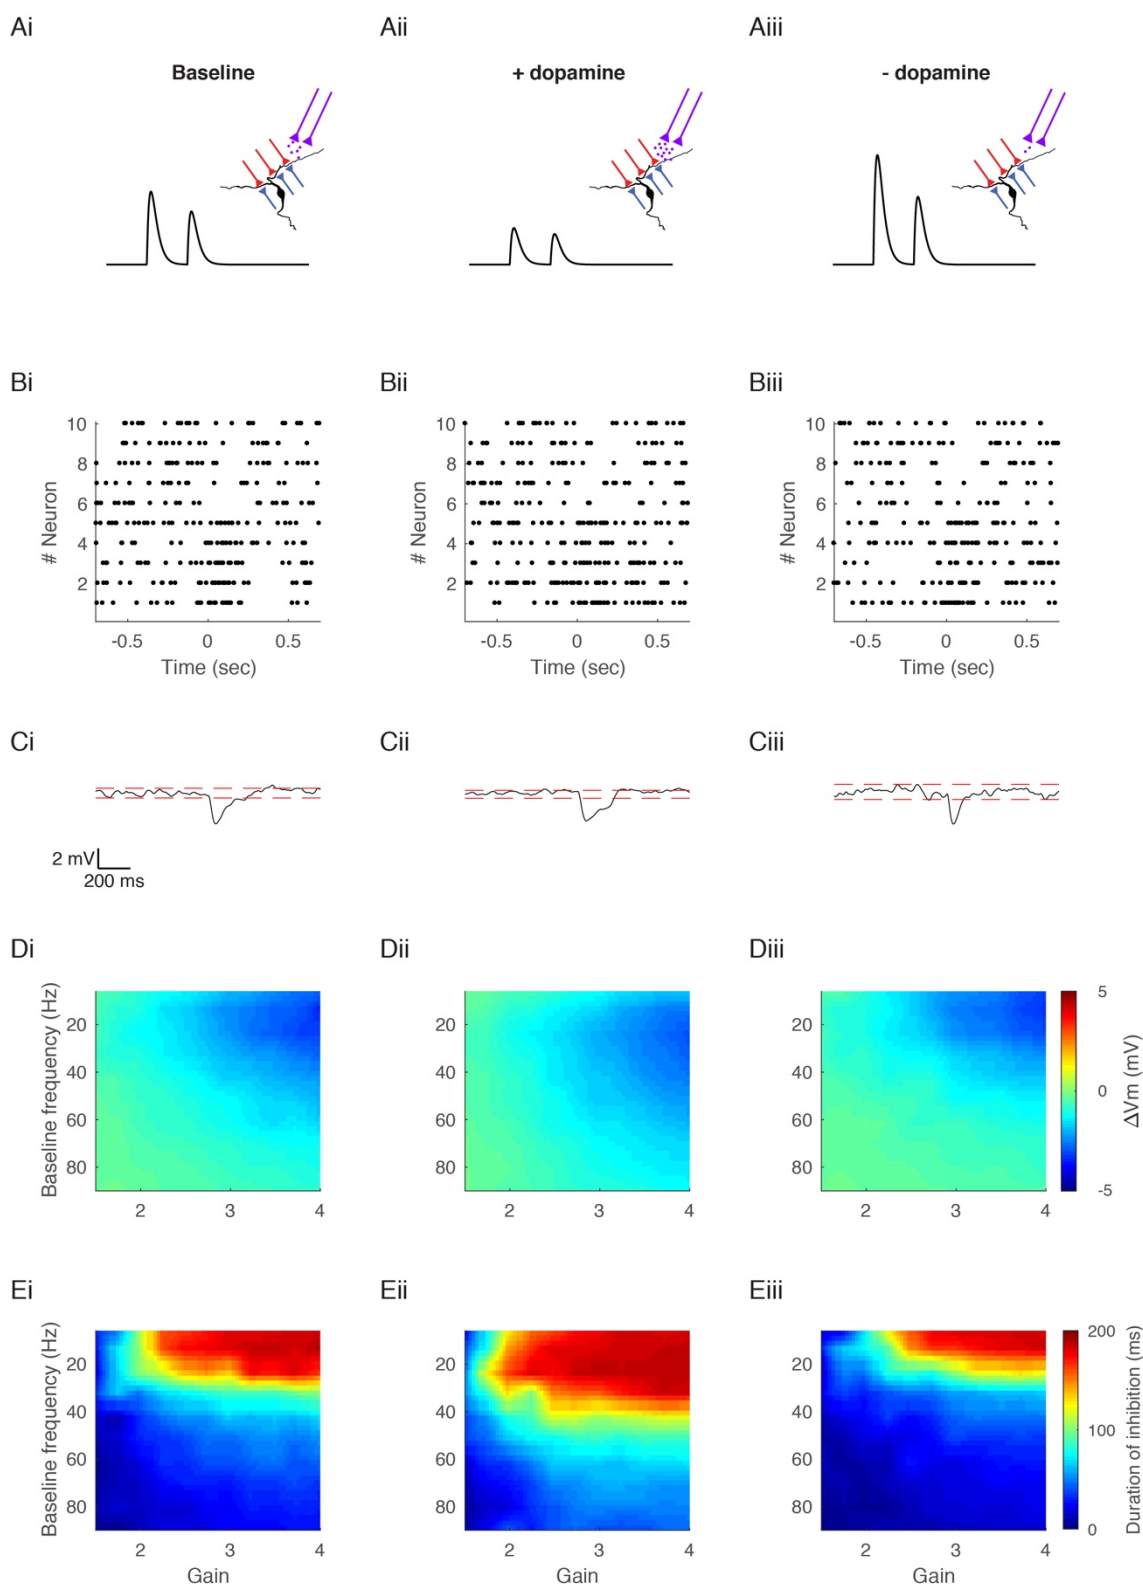 Ai Aii Aiii
Baseline + dopamine - dopamine
Bi Bii Biii
10 10 10
8 8 8
6 6 6
4 4 4
2 2 2
# Neuron # Neuron # Neuron
-0.5 0 0.5 -0.5 0 0.5 -0.5 0 0.5
Time (sec) Time (sec) Time (sec)
Ci Cii Ciii
2 mV
200 ms
Di Dii Diii
Baseline frequency (Hz)
20 20 20
40 40 40
60 60 60
80 80 80
2 3 4 2 3 4 2 3 4
5
0
-5
ΔVm (mV)
Ei Eii Eiii
Baseline frequency (Hz)
20 20 20
40 40 40
60 60 60
80 80 80
2 3 4 2 3 4 2 3 4
Gain Gain Gain
200
100
0
Duration of inhibition (ms)